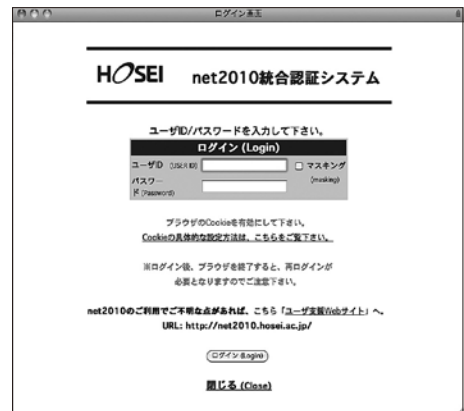 ログイン画面
HOSEI net2010統合認証システム
ユーザID/パスワードを入力して下さい。
ログイン (Login)
ユーザID (USER ID) マスキング
(masking)
パスワー
ド (Password)
ブラウザのCookieを有効にして下さい。
Cookieの具体的な設定方法は、こちらをご覧下さい。
※ログイン後、ブラウザを終了すると、再ログインが
必要となりますのでご注意下さい。
net2010のご利用でご不明な点があれば、こちら「ユーザ支援Webサイト」へ。
URL: http://net2010.hosei.ac.jp/
ログイン (Login)
閉じる (Close)